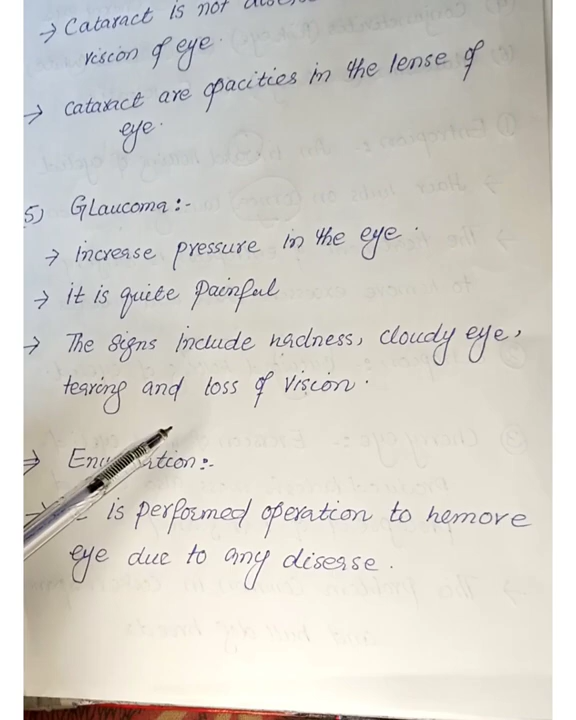 → Cataract is not
viscon of eye.
→ cataract are opacities in the lense of
eye.
5) Glaucoma :-
→ increase pressure in the eye.
→ it is quite painful
→ The signs include nadness, cloudy eye,
tearing and loss of viscon.
⇒ :-
is performed operation to remove
eye due to any disease.